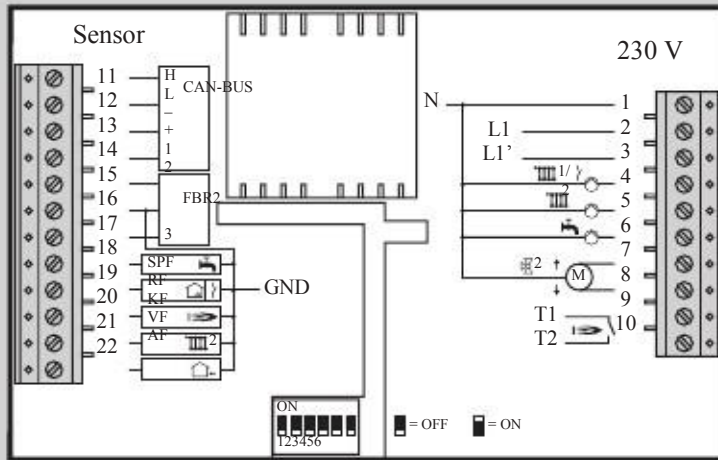 Sensor
230 V
11
12
13
14
15
16
17
18
19
20
21
22
H
L
–
+
1
2
CAN-BUS
FBR2
3
SPF
RF
KF
VF
AF
2
GND
N
L1
L1’
1/
2
2
M
T1
T2
1
2
3
4
5
6
7
8
9
10
ON
123456
= OFF
= ON